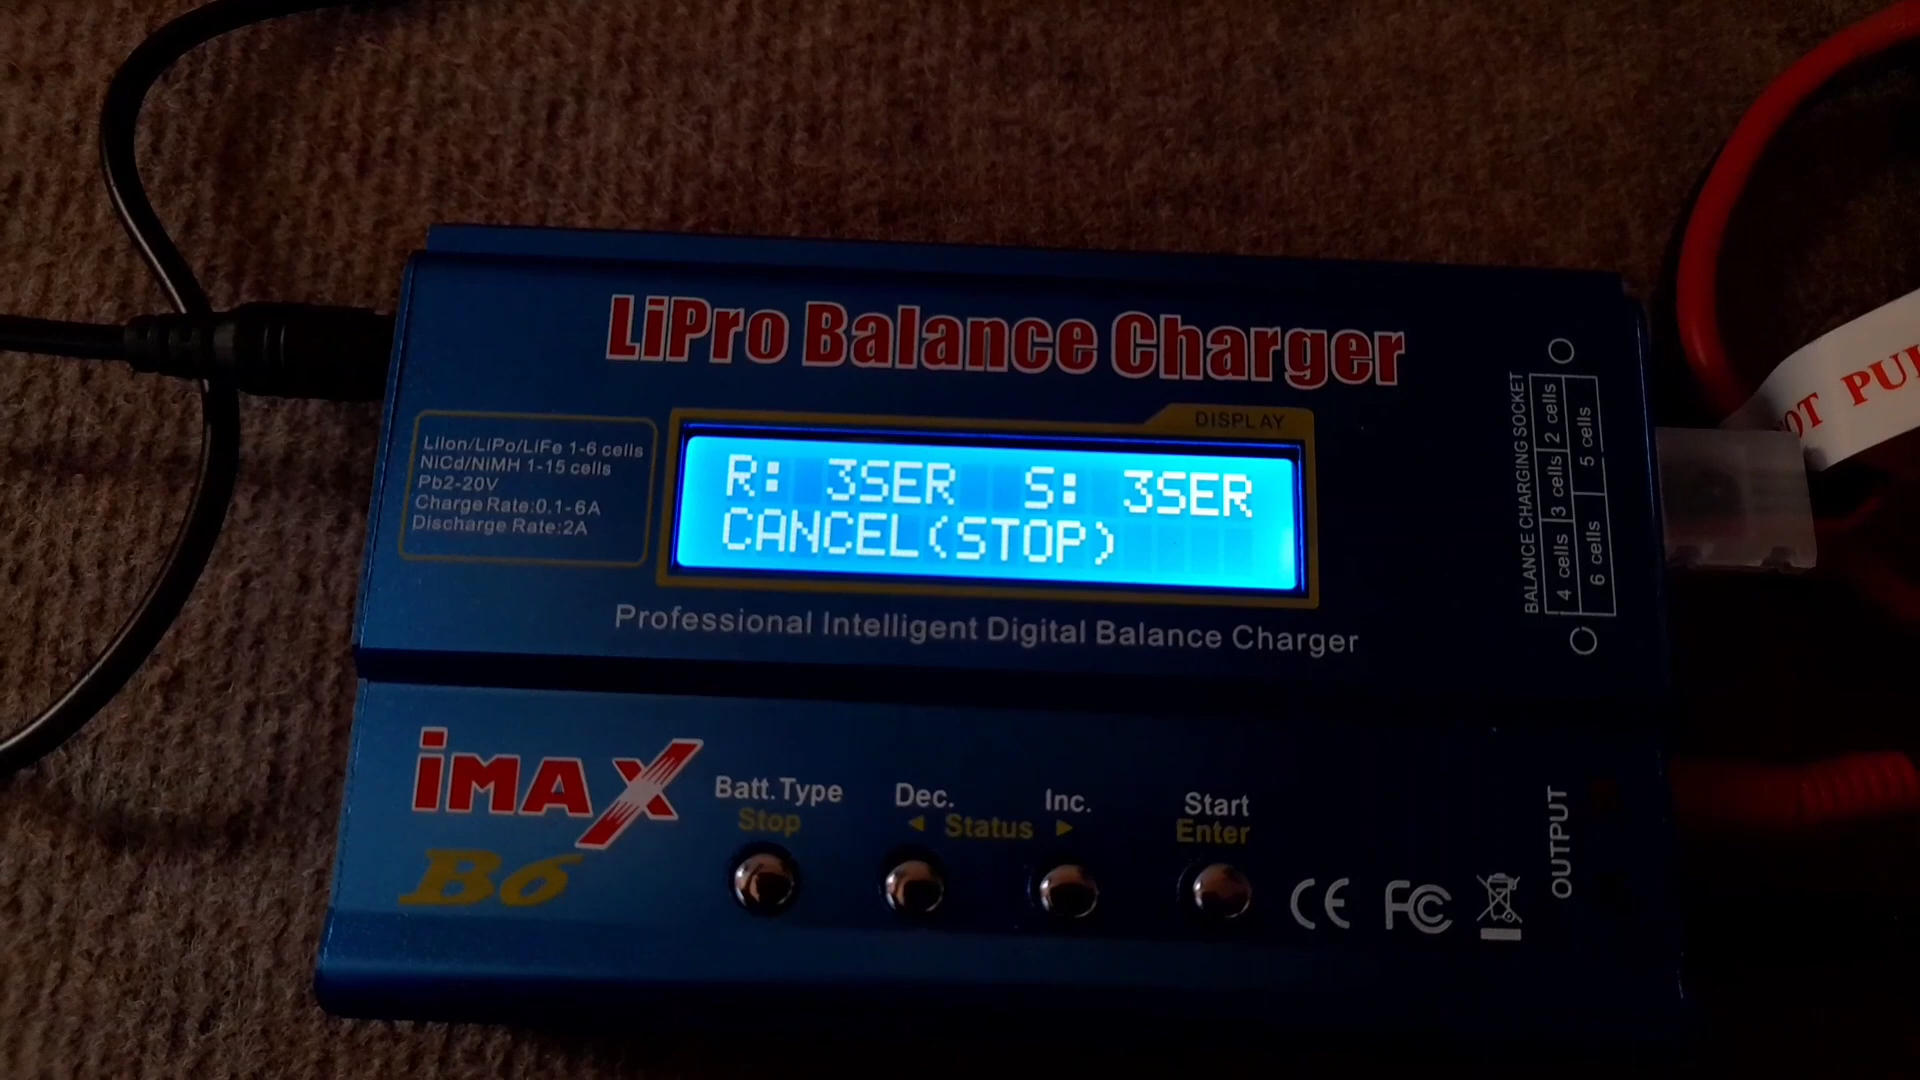 LiPro Balance Charger
DISPLAY
LiIon/LiPo/LiFe 1-6 cells
NiCd/NiMH 1-15 cells
Pb2-20V
Charge Rate:0.1-6A
Discharge Rate:2A
R: 3SER S: 3SER
CANCEL(STOP)
Professional Intelligent Digital Balance Charger
BALANCE CHARGING SOCKET
4 cells 3 cells 2 cells
6 cells 5 cells
OT PUL
iMAX
B6
Batt.Type
Stop
Dec.
Inc.
◄ Status ►
Start
Enter
CE FC
OUTPUT